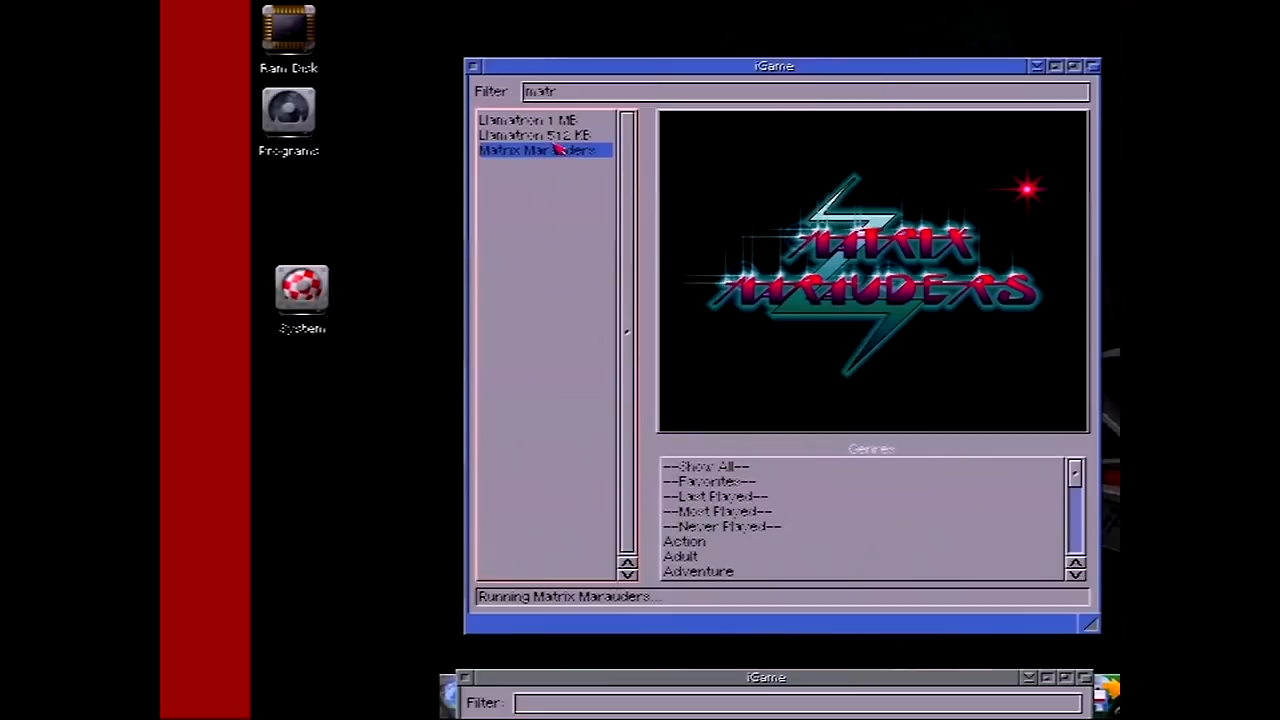 Ram Disk
Programs
System
iGame
Filter
matr
Llamatron 1 MB
Llamatron 512 KB
Matrix Marauders
MATRIX
MARAUDERS
Genres
--Show All--
--Favorites--
--Last Played--
--Most Played--
--Never Played--
Action
Adult
Adventure
Running Matrix Marauders...
iGame
Filter: